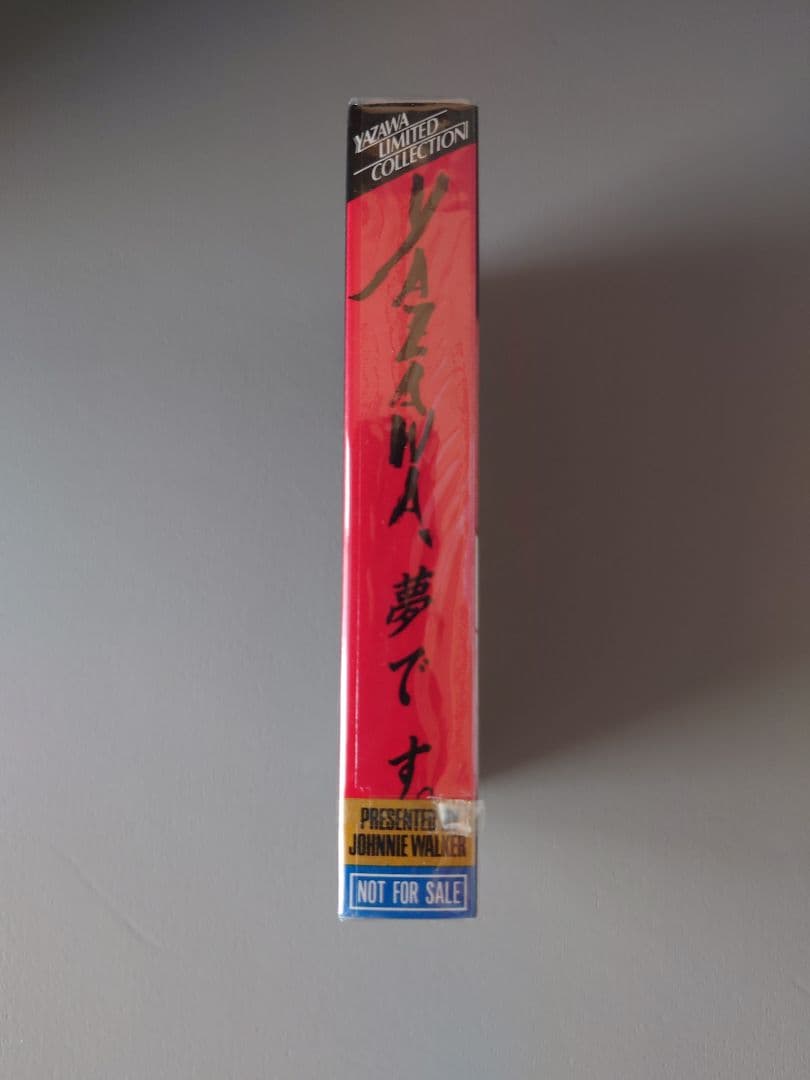 YAZAWA
LIMITED
COLLECTION
YAZAWA、夢です。
PRESENTED
JOHNNIE WALKER
NOT FOR SALE